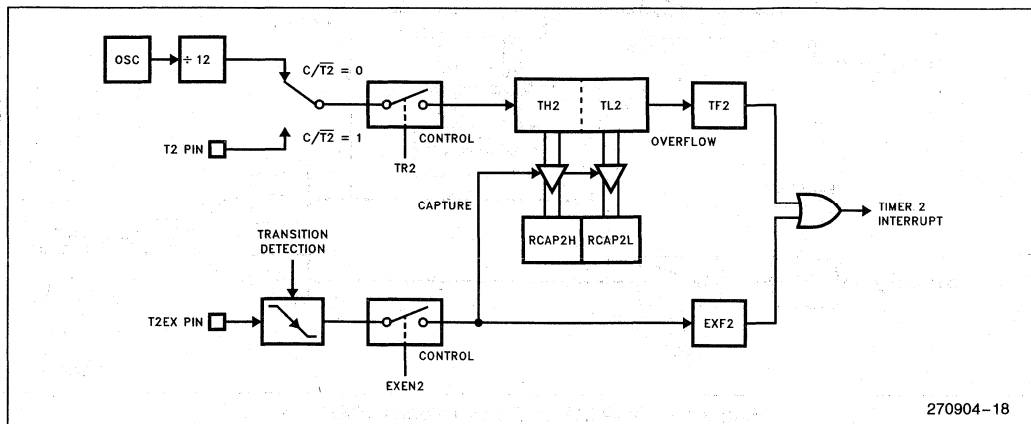 OSC
÷ 12
C/T2̅ = 0
TH2
TL2
TF2
T2 PIN
C/T2̅ = 1
CONTROL
OVERFLOW
TR2
CAPTURE
TIMER 2
INTERRUPT
TRANSITION
DETECTION
RCAP2H
RCAP2L
T2EX PIN
EXF2
CONTROL
EXEN2
270904-18